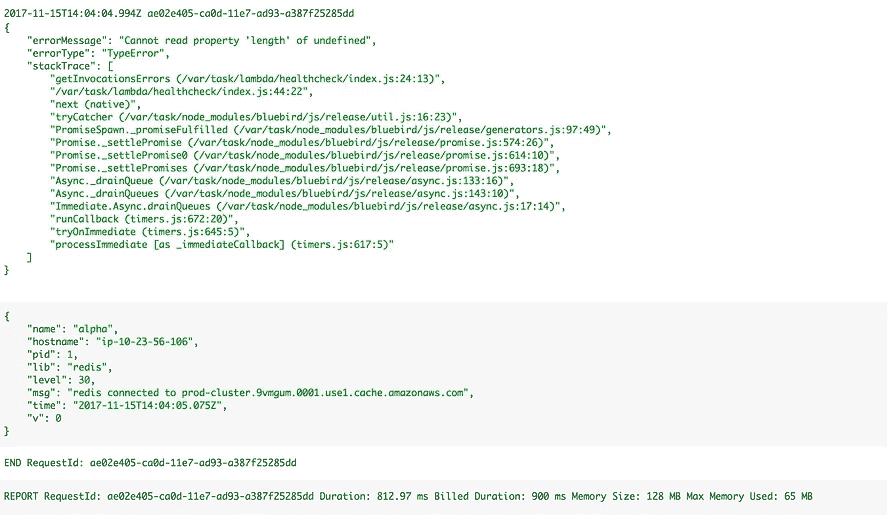 2017-11-15T14:04:04.994Z ae02e405-ca0d-11e7-ad93-a387f25285dd
{
    "errorMessage": "Cannot read property 'length' of undefined",
    "errorType": "TypeError",
    "stackTrace": [
        "getInvocationsErrors (/var/task/lambda/healthcheck/index.js:24:13)",
        "/var/task/lambda/healthcheck/index.js:44:22",
        "next (native)",
        "tryCatcher (/var/task/node_modules/bluebird/js/release/util.js:16:23)",
        "PromiseSpawn._promiseFulfilled (/var/task/node_modules/bluebird/js/release/generators.js:97:49)",
        "Promise._settlePromise (/var/task/node_modules/bluebird/js/release/promise.js:574:26)",
        "Promise._settlePromise0 (/var/task/node_modules/bluebird/js/release/promise.js:614:10)",
        "Promise._settlePromises (/var/task/node_modules/bluebird/js/release/promise.js:693:18)",
        "Async._drainQueue (/var/task/node_modules/bluebird/js/release/async.js:133:16)",
        "Async._drainQueues (/var/task/node_modules/bluebird/js/release/async.js:143:10)",
        "Immediate.Async.drainQueues (/var/task/node_modules/bluebird/js/release/async.js:17:14)",
        "runCallback (timers.js:672:20)",
        "tryOnImmediate (timers.js:645:5)",
        "processImmediate [as _immediateCallback] (timers.js:617:5)"
    ]
}
{
    "name": "alpha",
    "hostname": "ip-10-23-56-106",
    "pid": 1,
    "lib": "redis",
    "level": 30,
    "msg": "redis connected to prod-cluster.9vmgum.0001.use1.cache.amazonaws.com",
    "time": "2017-11-15T14:04:05.075Z",
    "v": 0
}
END RequestId: ae02e405-ca0d-11e7-ad93-a387f25285dd
REPORT RequestId: ae02e405-ca0d-11e7-ad93-a387f25285dd Duration: 812.97 ms Billed Duration: 900 ms Memory Size: 128 MB Max Memory Used: 65 MB